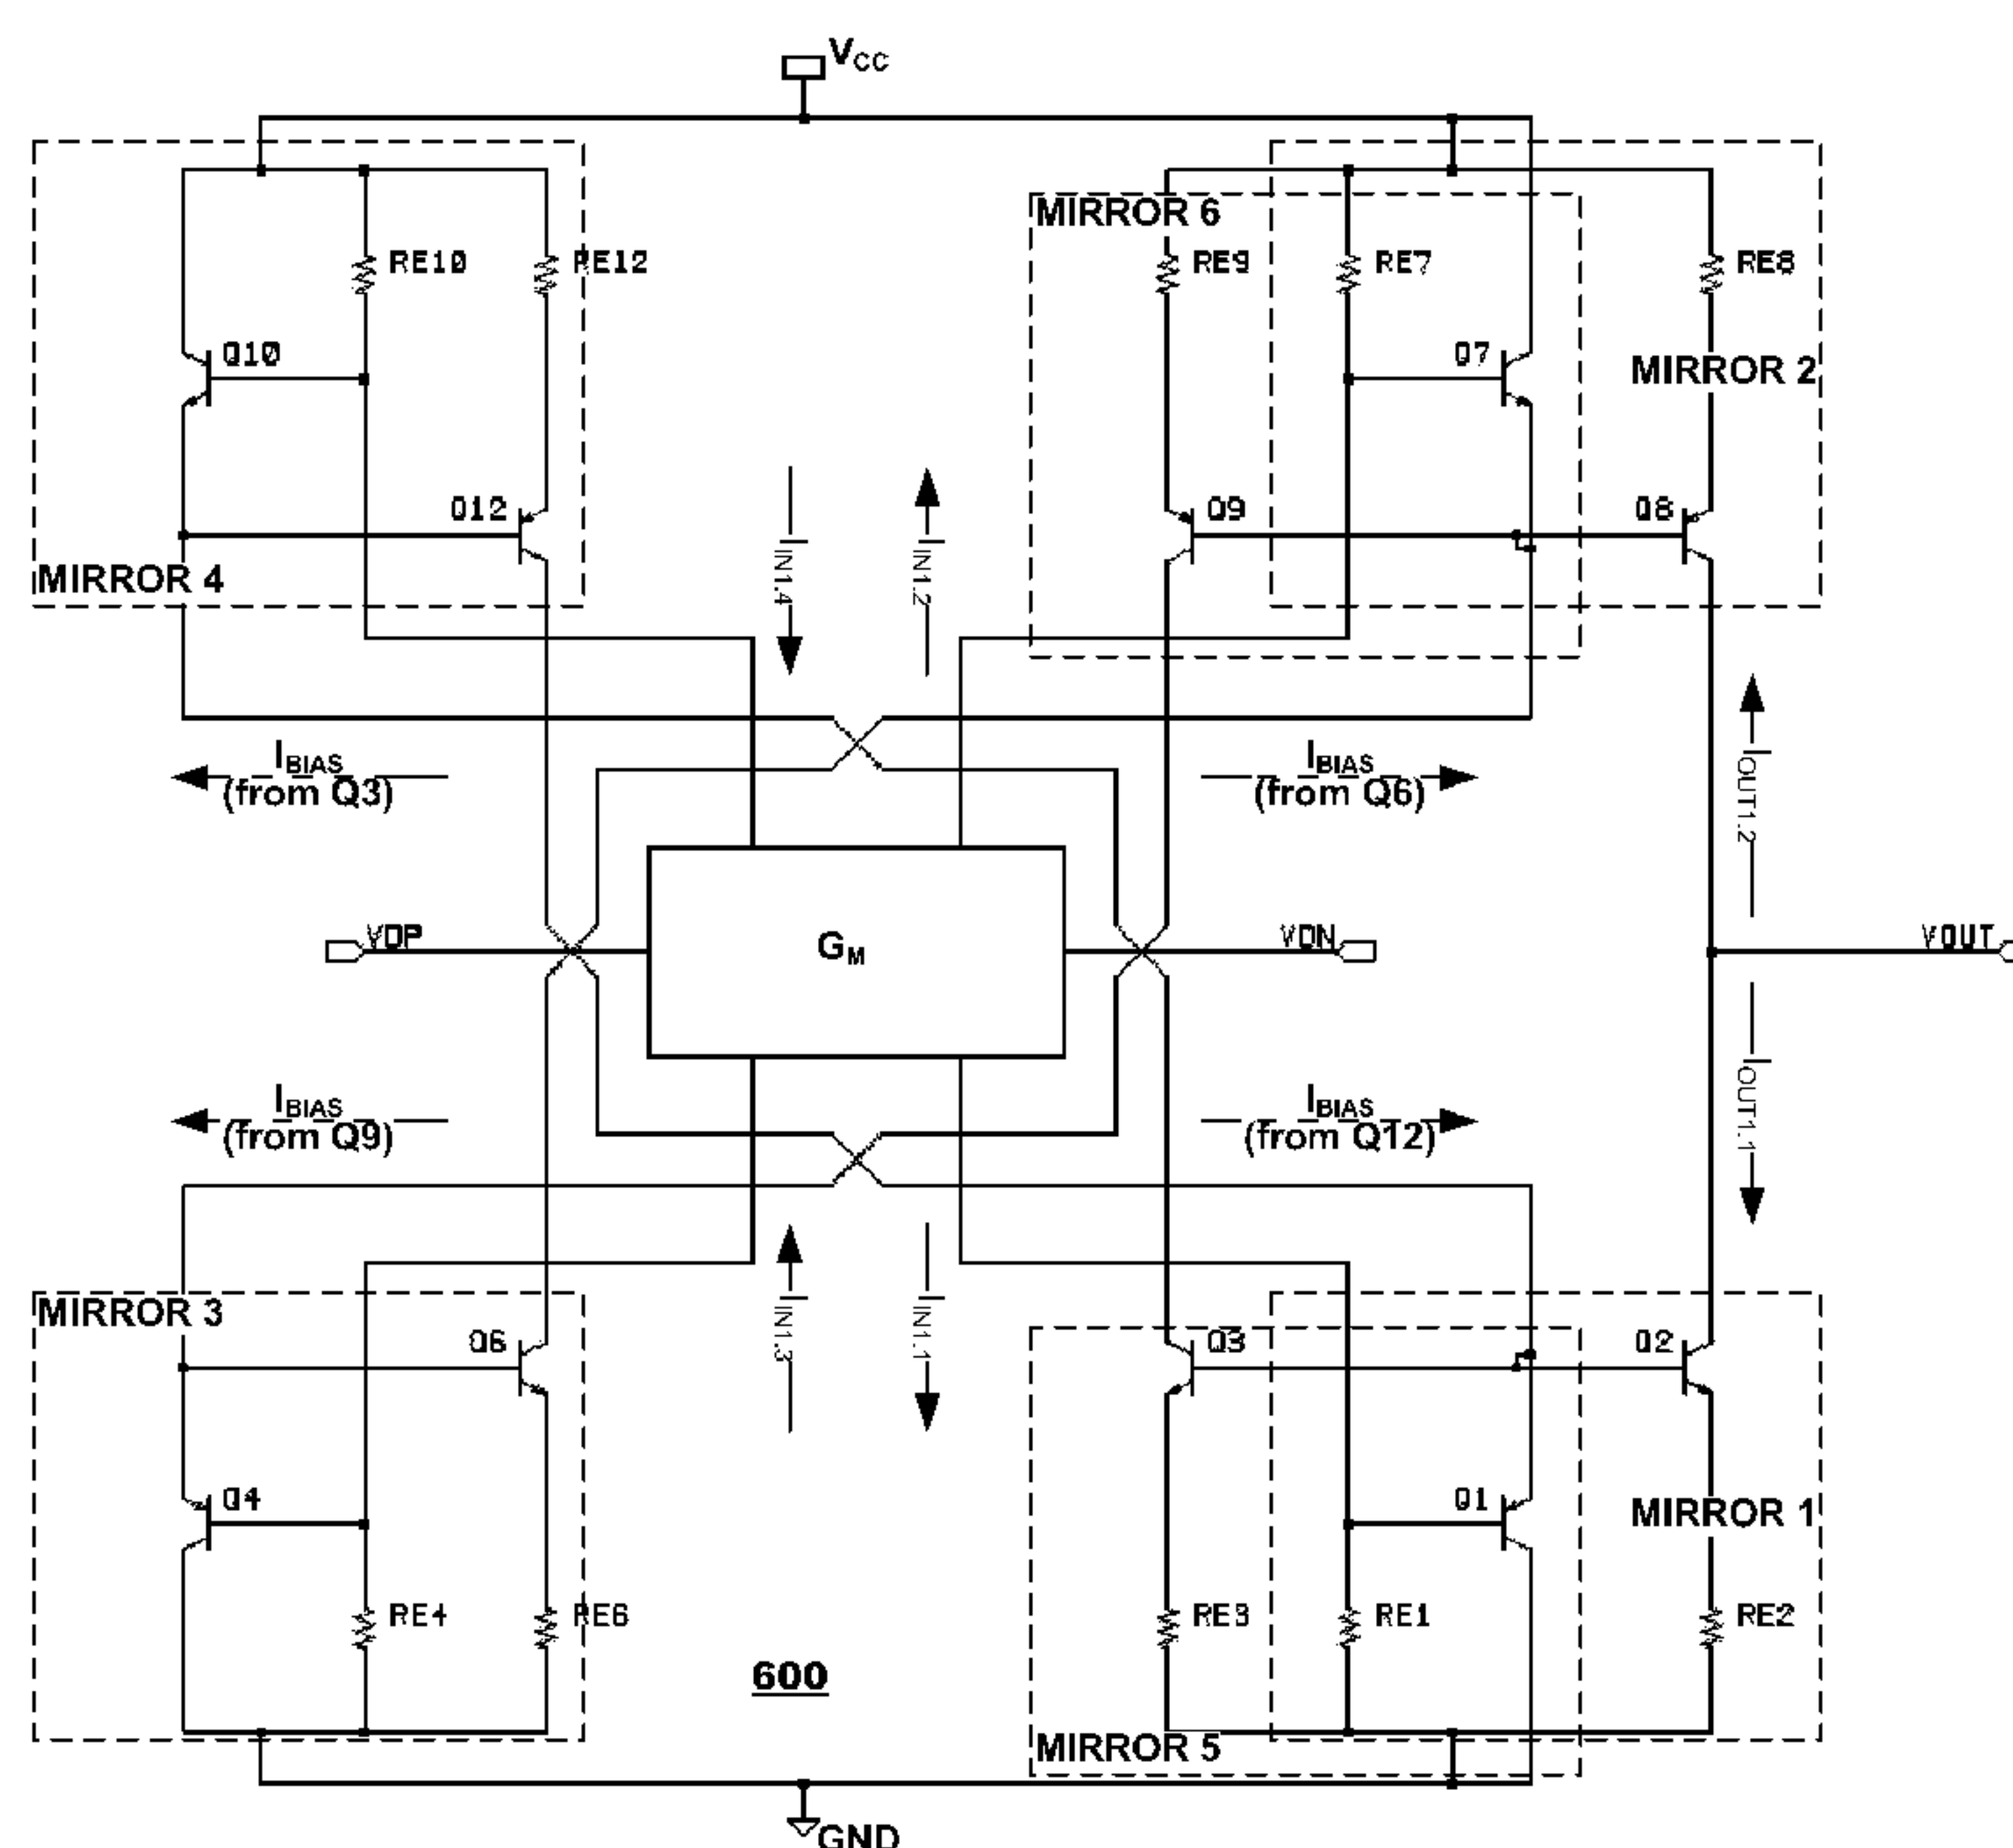 VCC
MIRROR 6
RE10
RE12
RE9
RE7
RE8
Q10
Q7
MIRROR 2
Q12
Q9
Q8
IIN1.4
IIN1.2
MIRROR 4
IBIAS
(from Q3)
IBIAS
(from Q6)
IOUT1.2
VDP
GM
VDN
VOUT
IBIAS
(from Q9)
IBIAS
(from Q12)
IOUT1.1
MIRROR 3
IIN1.3
IIN1.1
Q6
Q3
Q2
Q4
Q1
MIRROR 1
RE4
RE6
RE3
RE1
RE2
600
MIRROR 5
GND